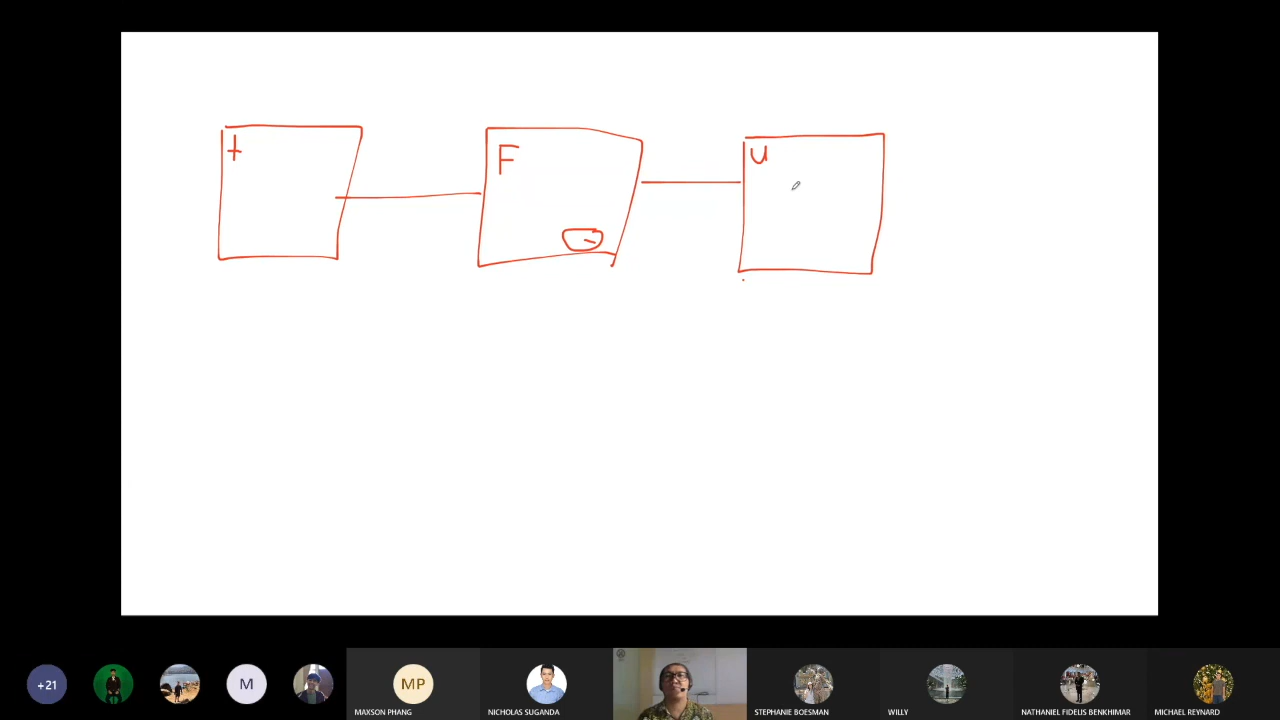 t
F
u
+21
M
MP
MAXSON PHANG
NICHOLAS SUGANDA
STEPHANIE BOESMAN
WILLY
NATHANIEL FIDELIS BENKHIMAR
MICHAEL REYNARD